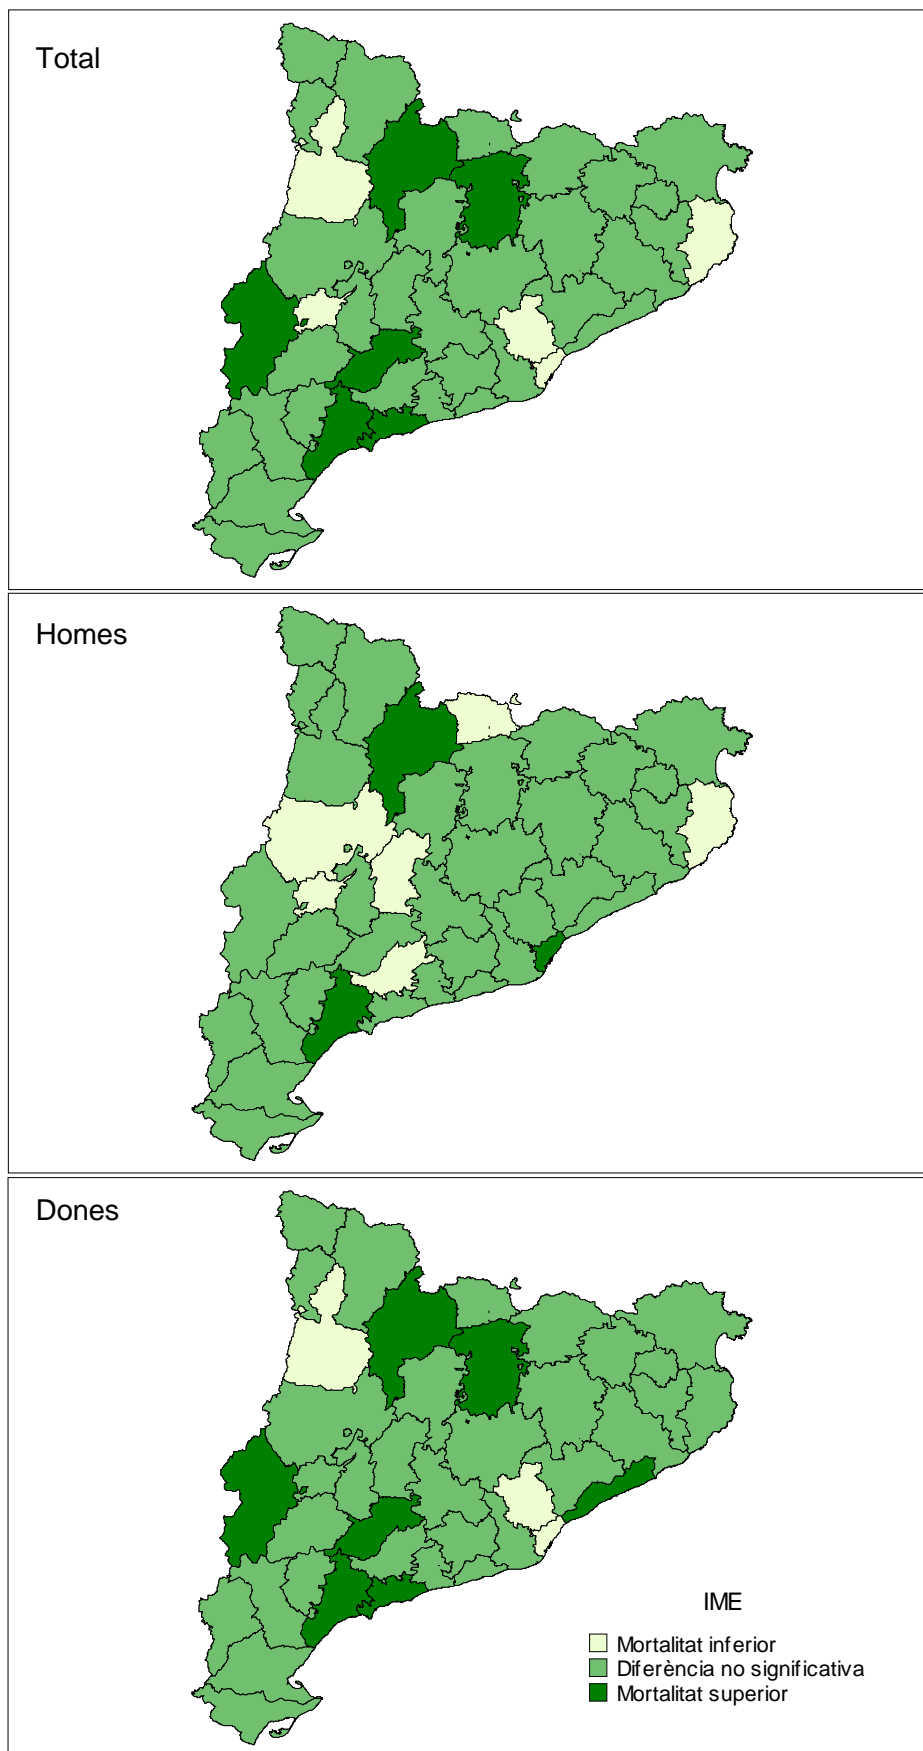 Total
Homes
Dones
IME
Mortalitat inferior
Diferència no significativa
Mortalitat superior